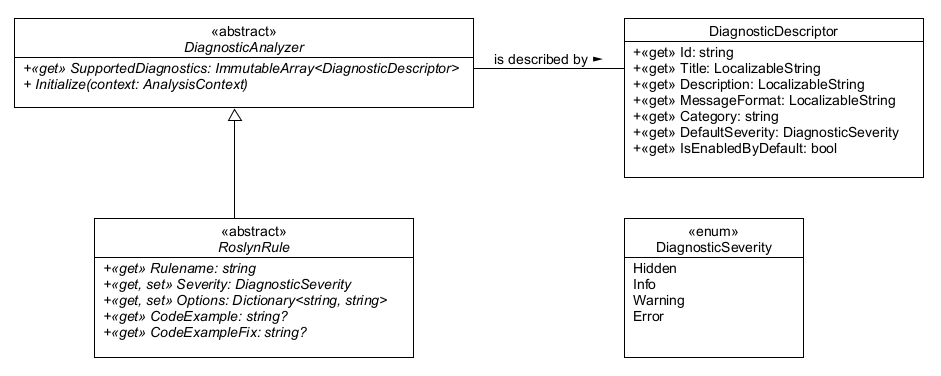 «abstract»
DiagnosticAnalyzer
+«get» SupportedDiagnostics: ImmutableArray<DiagnosticDescriptor>
+ Initialize(context: AnalysisContext)
is described by ►
DiagnosticDescriptor
+«get» Id: string
+«get» Title: LocalizableString
+«get» Description: LocalizableString
+«get» MessageFormat: LocalizableString
+«get» Category: string
+«get» DefaultSeverity: DiagnosticSeverity
+«get» IsEnabledByDefault: bool
«abstract»
RoslynRule
+«get» Rulename: string
+«get, set» Severity: DiagnosticSeverity
+«get, set» Options: Dictionary<string, string>
+«get» CodeExample: string?
+«get» CodeExampleFix: string?
«enum»
DiagnosticSeverity
Hidden
Info
Warning
Error